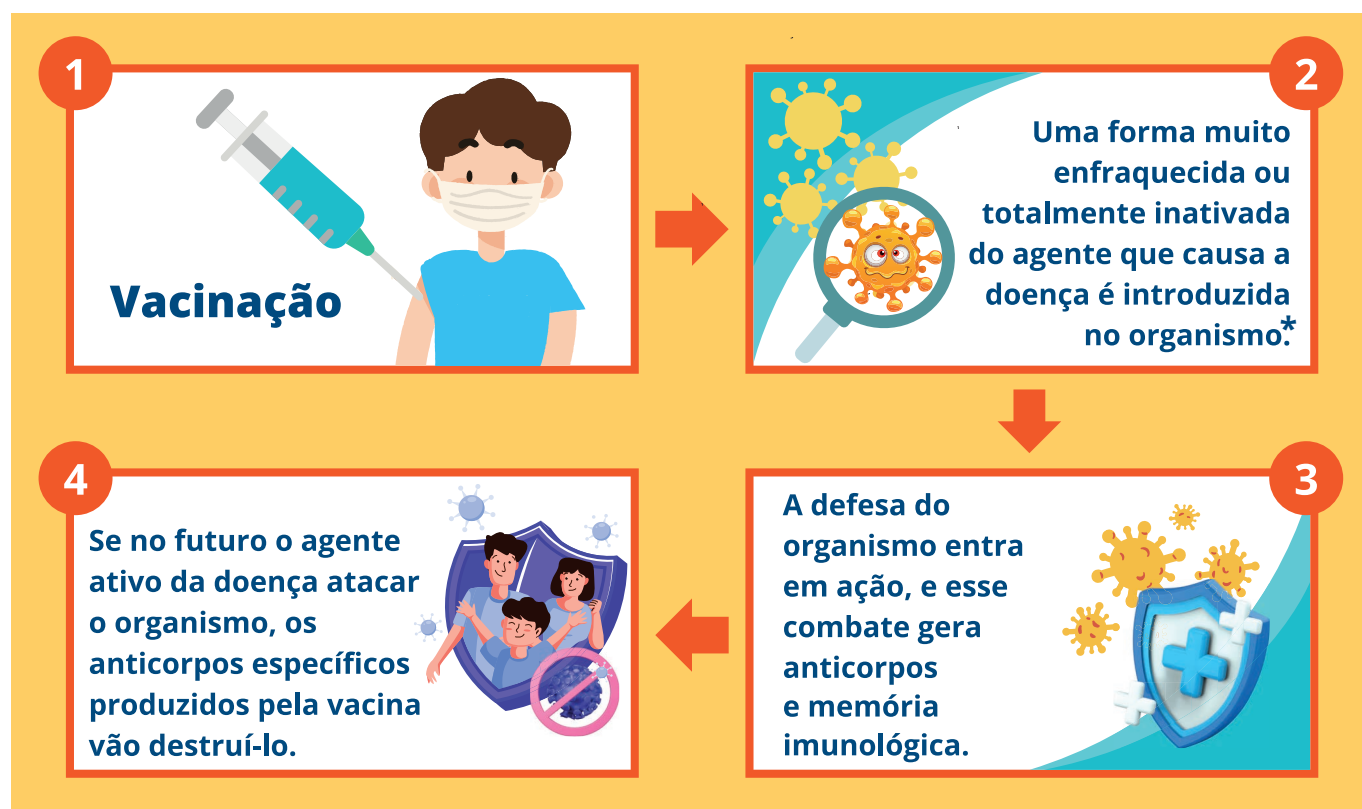 1
Vacinação
2
Uma forma muito
enfraquecida ou
totalmente inativada
do agente que causa a
doença é introduzida
no organismo.*
3
A defesa do
organismo entra
em ação, e esse
combate gera
anticorpos
e memória
imunológica.
4
Se no futuro o agente
ativo da doença atacar
o organismo, os
anticorpos específicos
produzidos pela vacina
vão destruí-lo.